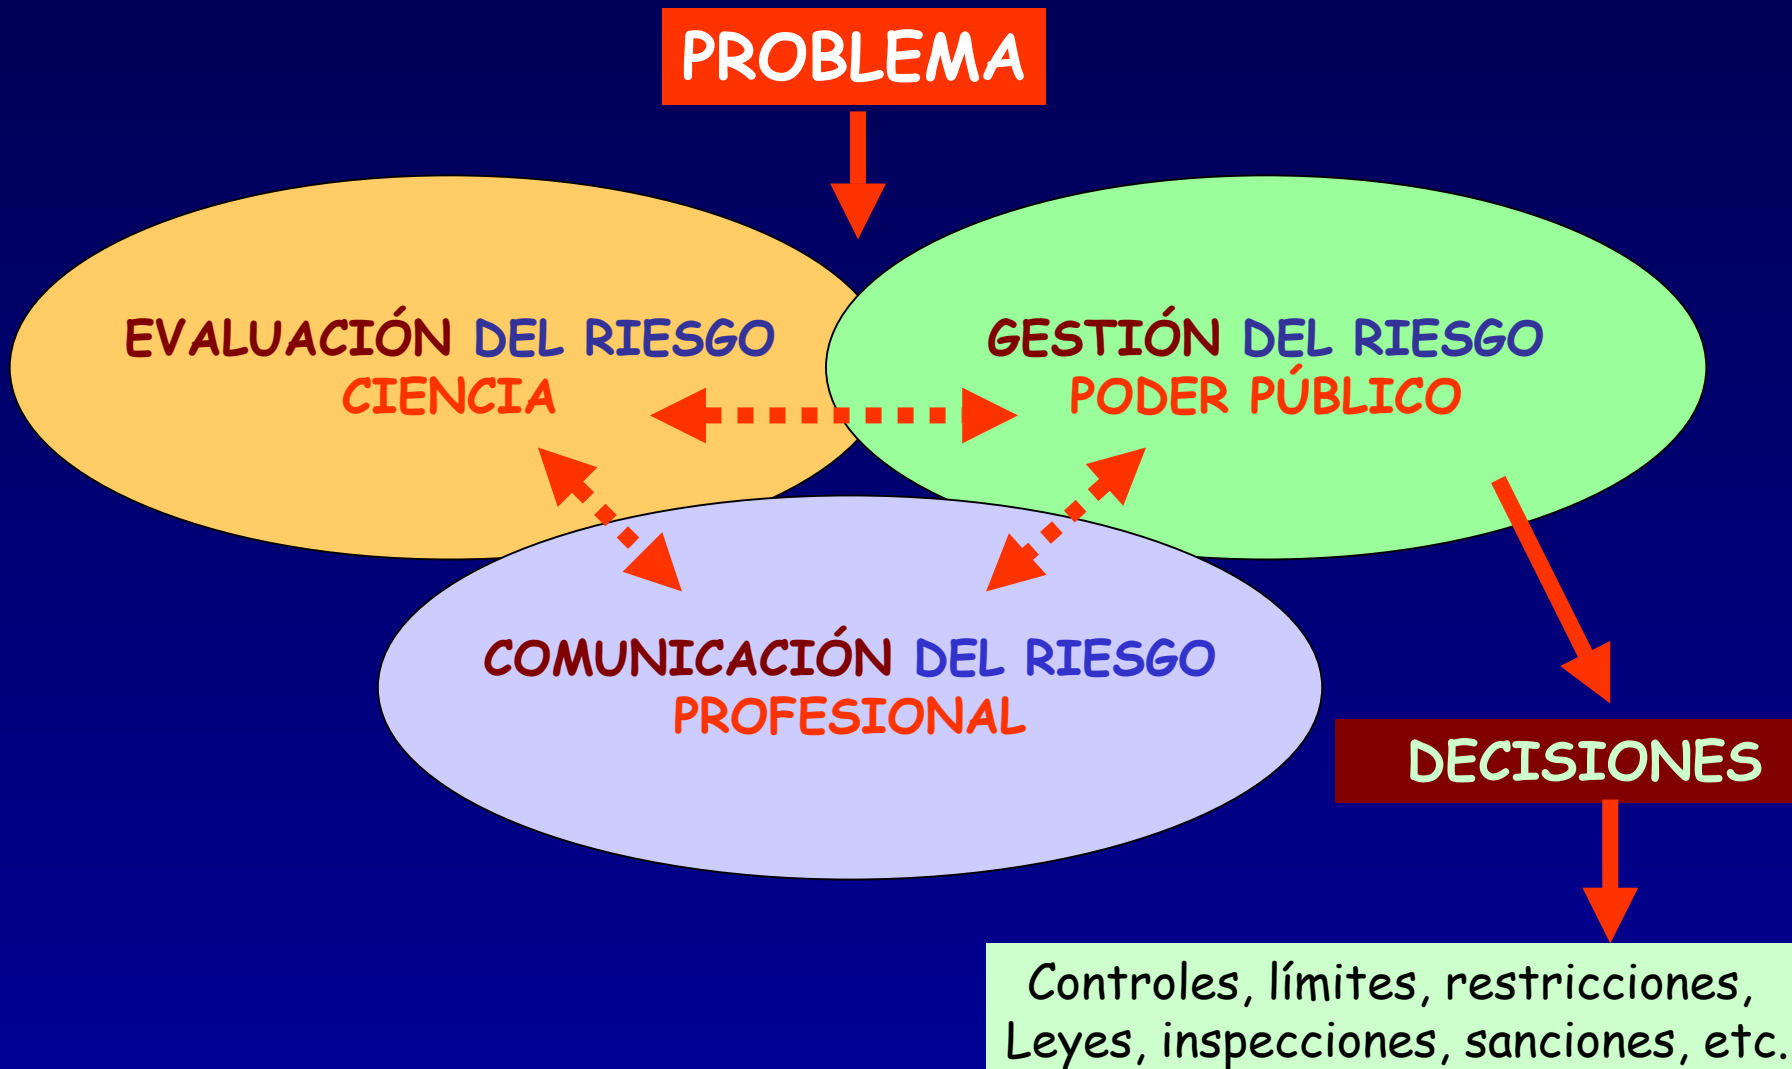 PROBLEMA
EVALUACIÓN DEL RIESGO
CIENCIA
GESTIÓN DEL RIESGO
PODER PÚBLICO
COMUNICACIÓN DEL RIESGO
PROFESIONAL
DECISIONES
Controles, límites, restricciones,
Leyes, inspecciones, sanciones, etc.